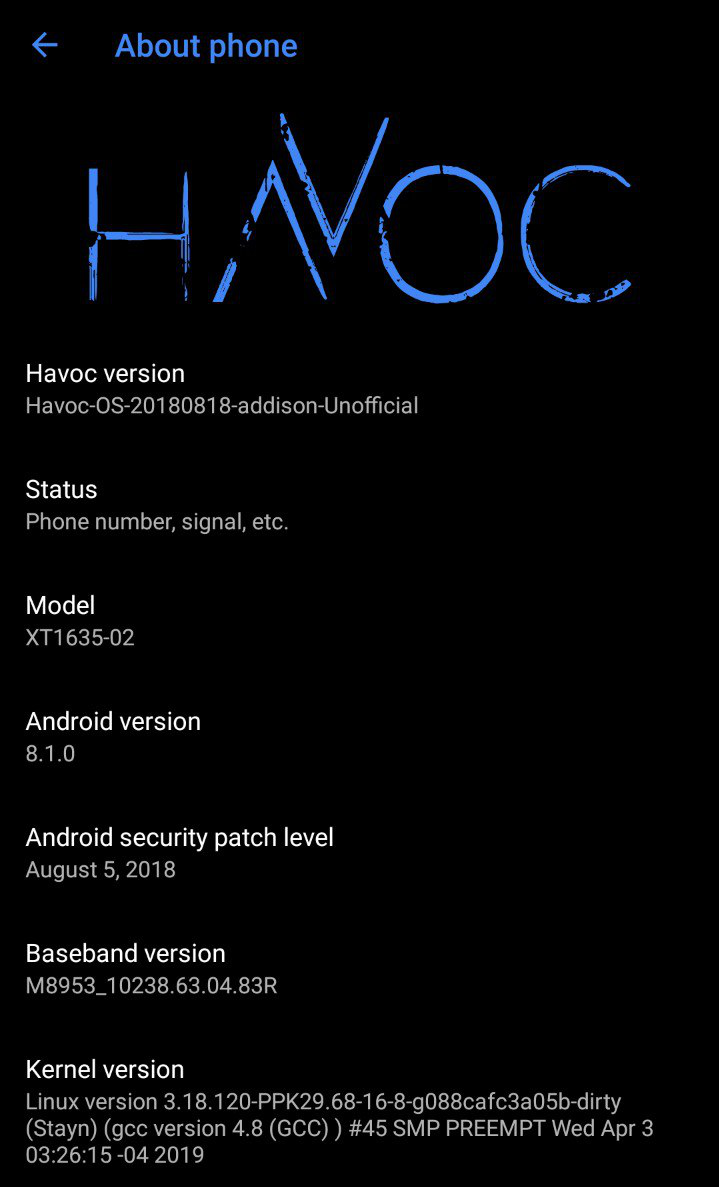 About phone
HAVOC
Havoc version
Havoc-OS-20180818-addison-Unofficial
Status
Phone number, signal, etc.
Model
XT1635-02
Android version
8.1.0
Android security patch level
August 5, 2018
Baseband version
M8953_10238.63.04.83R
Kernel version
Linux version 3.18.120-PPK29.68-16-8-g088cafc3a05b-dirty
(Stayn) (gcc version 4.8 (GCC) ) #45 SMP PREEMPT Wed Apr 3
03:26:15 -04 2019